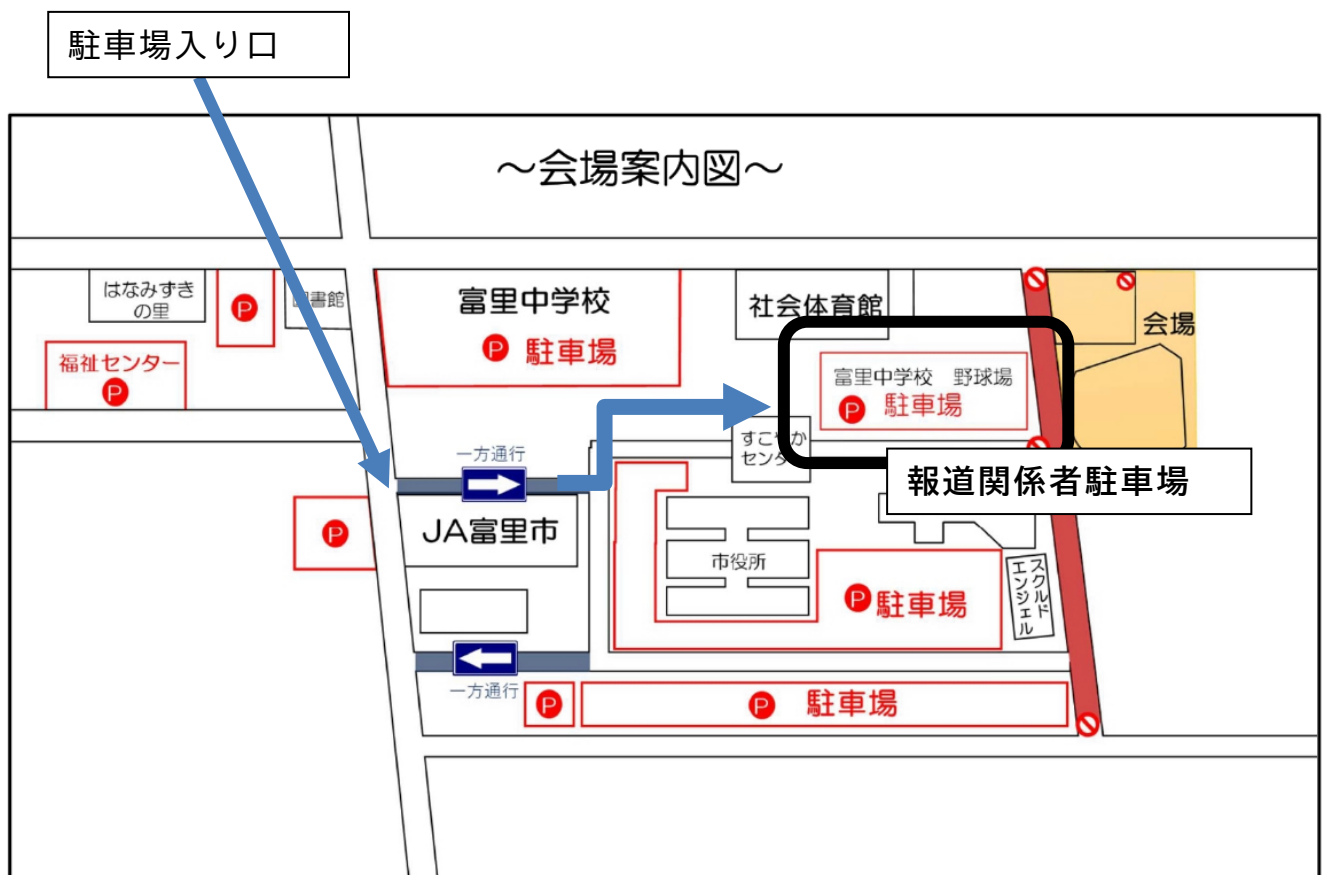 駐車場入り口
～会場案内図～
はなみずき
の里
P
図書館
富里中学校
P 駐車場
社会体育館
会場
福祉センター
P
富里中学校 野球場
P 駐車場
すこやか
センター
一方通行
報道関係者駐車場
P
JA富里市
市役所
P 駐車場
スクルド
エンジェル
一方通行
P
P 駐車場